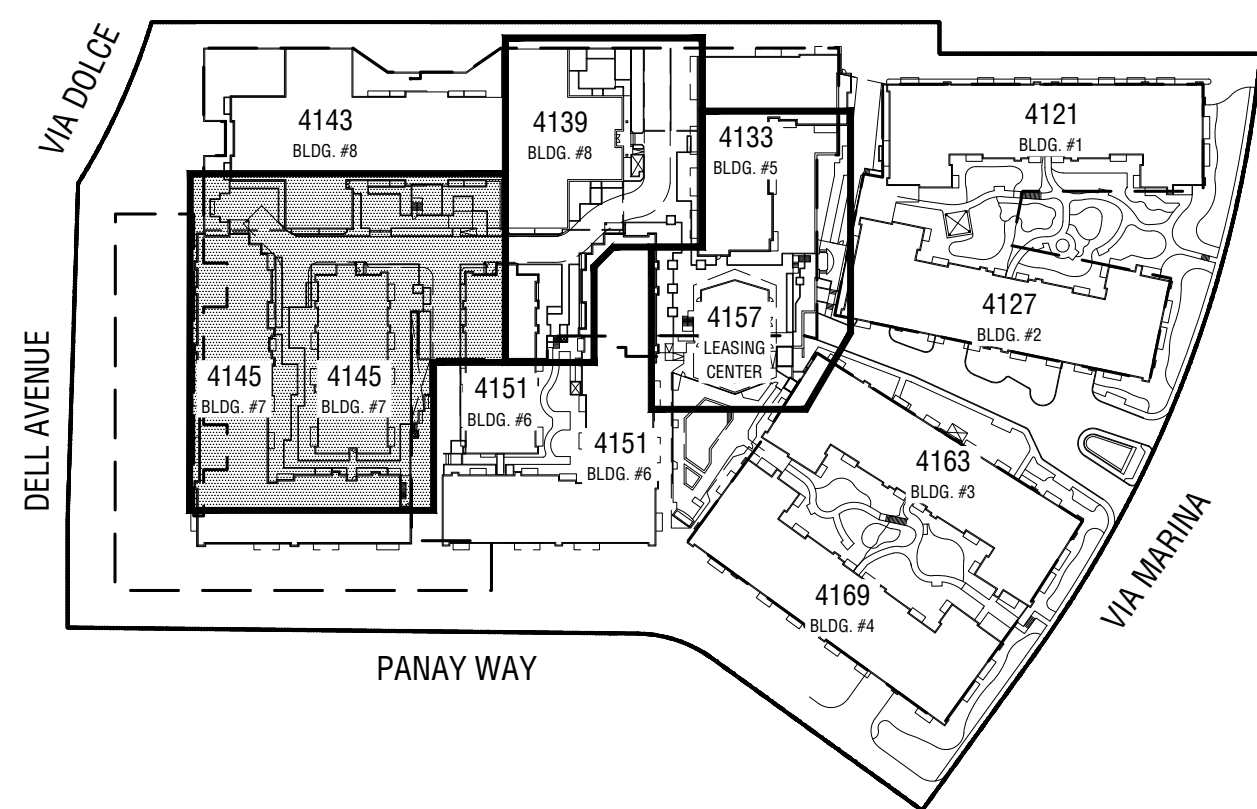 VIA DOLCE
4143
BLDG. #8
4139
BLDG. #8
4133
BLDG. #5
4121
BLDG. #1
4127
BLDG. #2
4157
LEASING
CENTER
4145
BLDG. #7
4145
BLDG. #7
4151
BLDG. #6
4151
BLDG. #6
4163
BLDG. #3
4169
BLDG. #4
DELL AVENUE
VIA MARINA
PANAY WAY